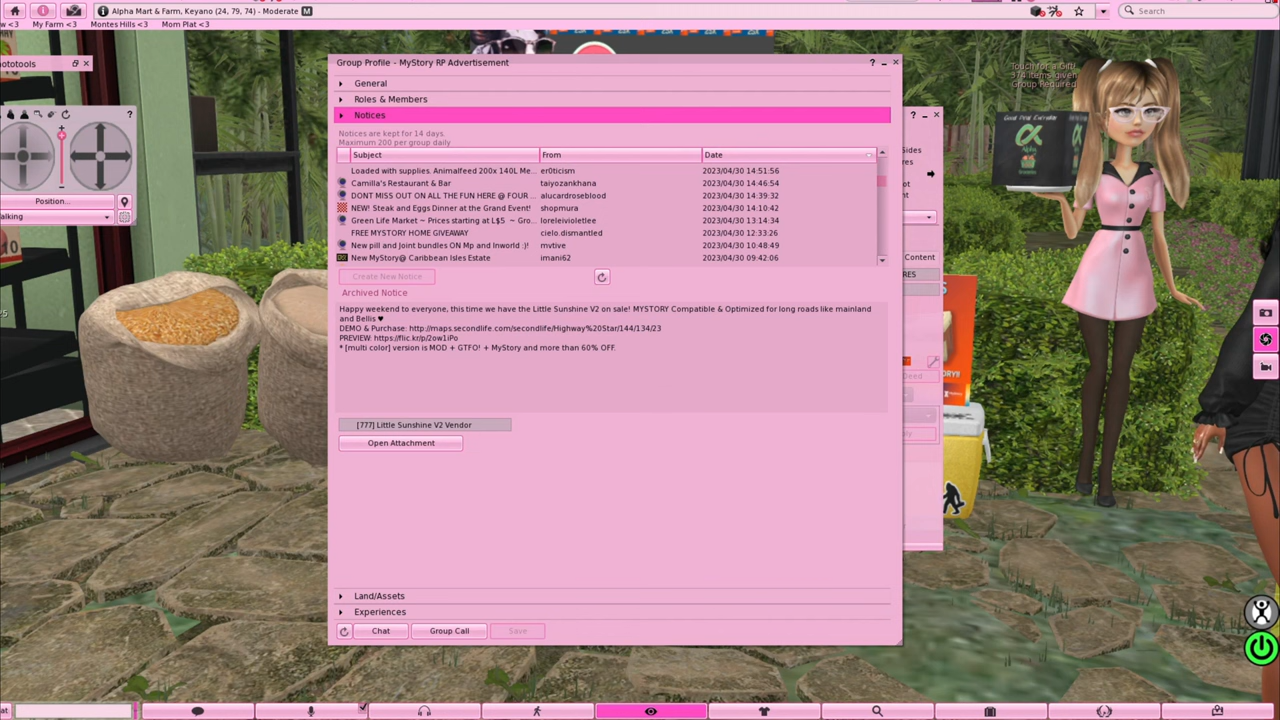 Alpha Mart & Farm, Keyano (24, 79, 74) - Moderate M
Search
w <3 My Farm <3 Montes Hills <3 Mom Plat <3
hototools
Position...
alking
Group Profile - MyStory RP Advertisement
General
Roles & Members
Notices
Notices are kept for 14 days.
Maximum 200 per group daily
Subject From Date
Loaded with supplies. Animalfeed 200x 140L Me... er0ticism 2023/04/30 14:51:56
Camilla's Restaurant & Bar taiyozankhana 2023/04/30 14:46:54
DONT MISS OUT ON ALL THE FUN HERE @ FOUR ... alucardroseblood 2023/04/30 14:39:32
NEW! Steak and Eggs Dinner at the Grand Event! shopmura 2023/04/30 14:10:42
Green Life Market ~ Prices starting at L$5 ~ Gro... loreleivioletlee 2023/04/30 13:14:34
FREE MYSTORY HOME GIVEAWAY cielo.dismantled 2023/04/30 12:33:26
New pill and Joint bundles ON Mp and Inworld :)! mvtive 2023/04/30 10:48:49
New MyStory@ Caribbean Isles Estate imani62 2023/04/30 09:42:06
Create New Notice
Archived Notice
Happy weekend to everyone, this time we have the Little Sunshine V2 on sale! MYSTORY Compatible & Optimized for long roads like mainland
and Bellis ♥
DEMO & Purchase: http://maps.secondlife.com/secondlife/Highway%20Star/144/134/23
PREVIEW: https://flic.kr/p/2ow1iPo
* [multi color] version is MOD + GTFO! + MyStory and more than 60% OFF.
[777] Little Sunshine V2 Vendor
Open Attachment
Land/Assets
Experiences
Chat
Group Call
Save
Sides
Content
Touch for a Gift!
374 items given
Group Required
Alpha